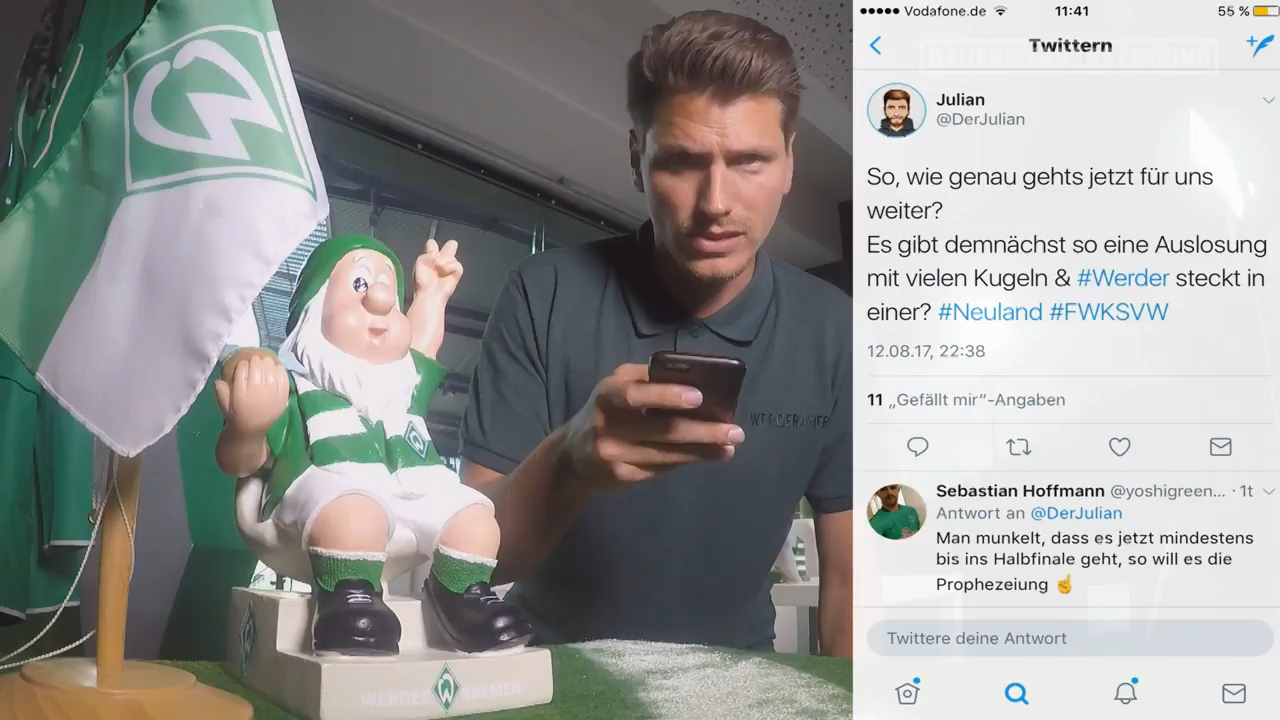 WERDER BREMEN
Vodafone.de
11:41
55 %
Twittern
Julian
@DerJulian
So, wie genau gehts jetzt für uns
weiter?
Es gibt demnächst so eine Auslosung
mit vielen Kugeln & #Werder steckt in
einer? #Neuland #FWKSVW
12.08.17, 22:38
11 „Gefällt mir“-Angaben
Sebastian Hoffmann @yoshigreen... · 1t
Antwort an @DerJulian
Man munkelt, dass es jetzt mindestens
bis ins Halbfinale geht, so will es die
Prophezeiung ☝
Twittere deine Antwort